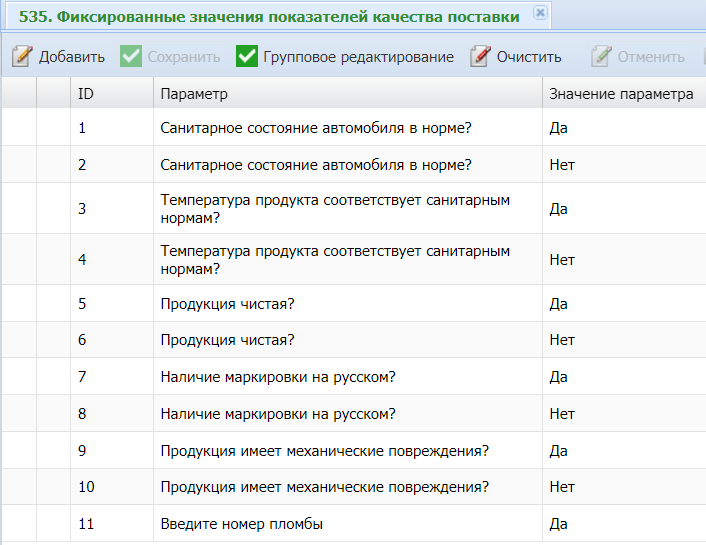 535. Фиксированные значения показателей качества поставки
Добавить Сохранить Групповое редактирование Очистить Отменить
ID Параметр Значение параметра
1 Санитарное состояние автомобиля в норме? Да
2 Санитарное состояние автомобиля в норме? Нет
3 Температура продукта соответствует санитарным Да
нормам?
4 Температура продукта соответствует санитарным Нет
нормам?
5 Продукция чистая? Да
6 Продукция чистая? Нет
7 Наличие маркировки на русском? Да
8 Наличие маркировки на русском? Нет
9 Продукция имеет механические повреждения? Да
10 Продукция имеет механические повреждения? Нет
11 Введите номер пломбы Да